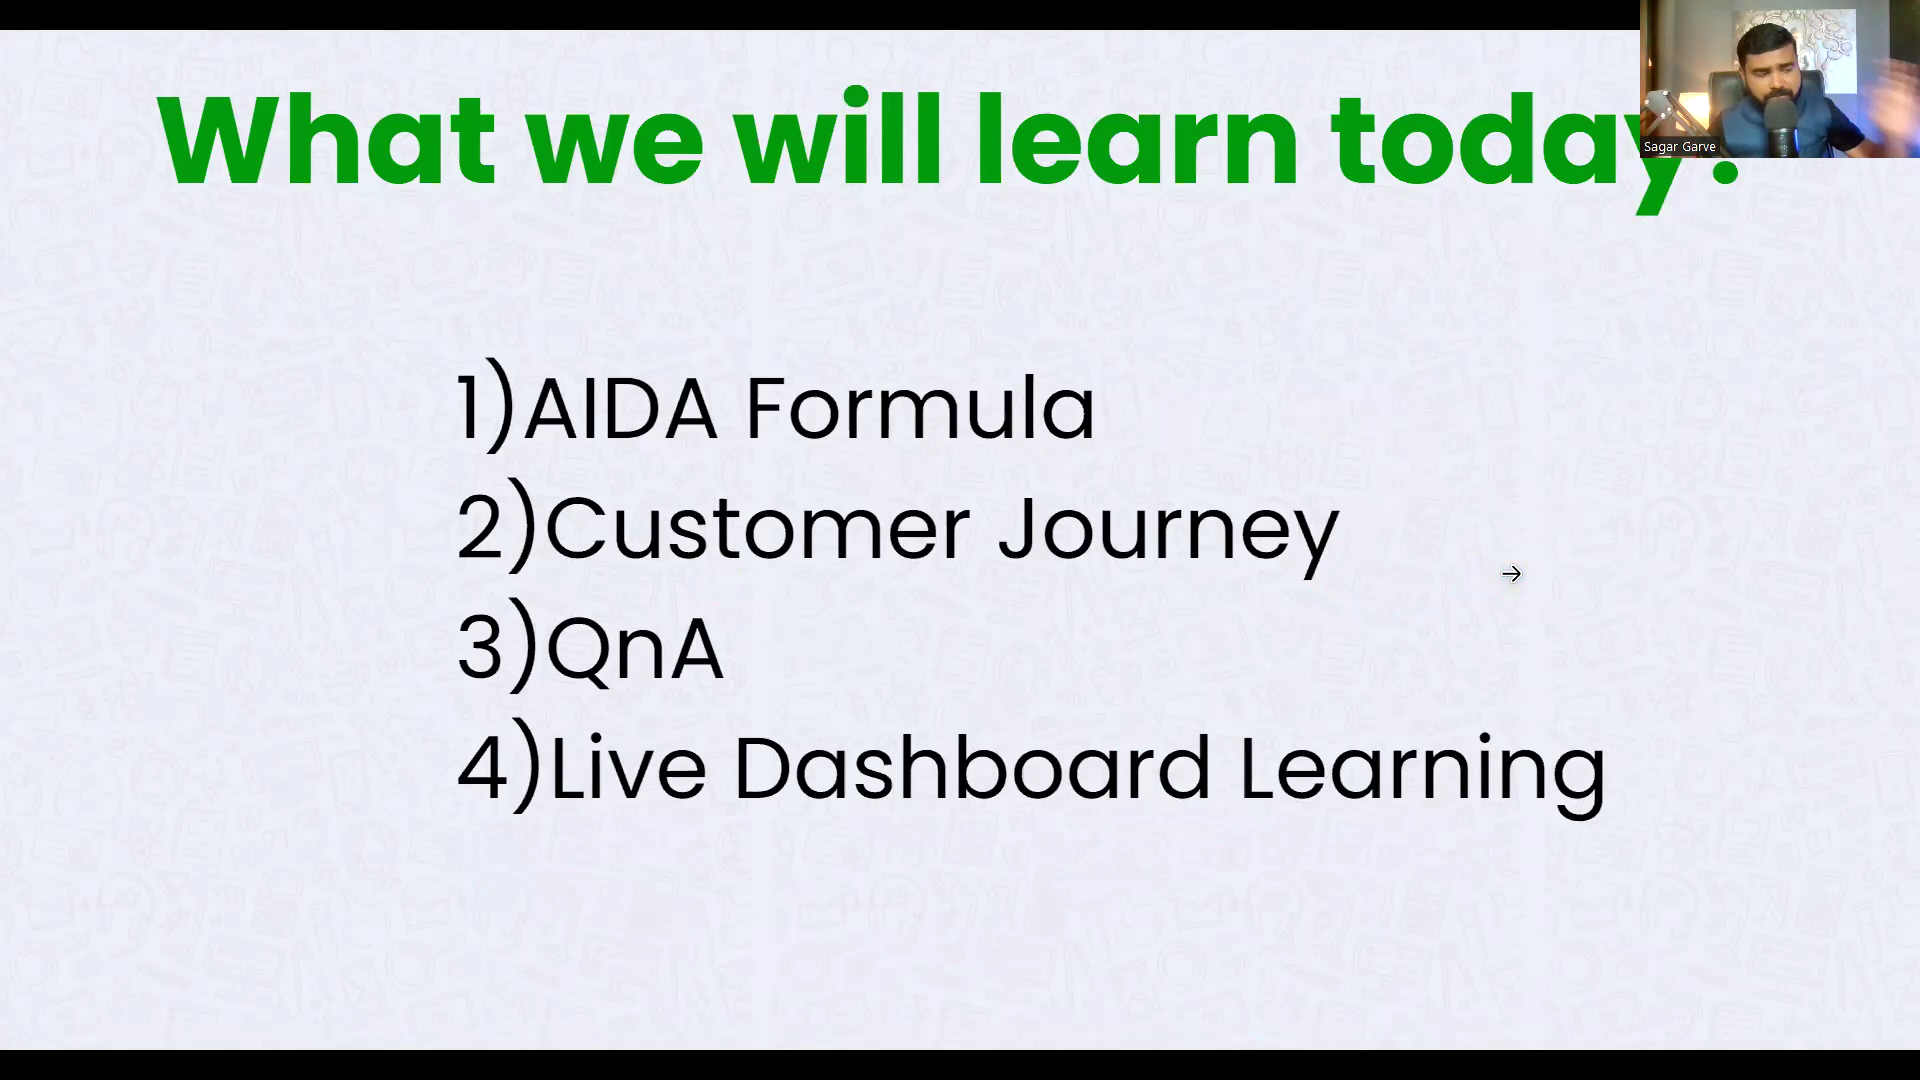 What we will learn today?
Sagar Garve
1)AIDA Formula
2)Customer Journey
3)QnA
4)Live Dashboard Learning